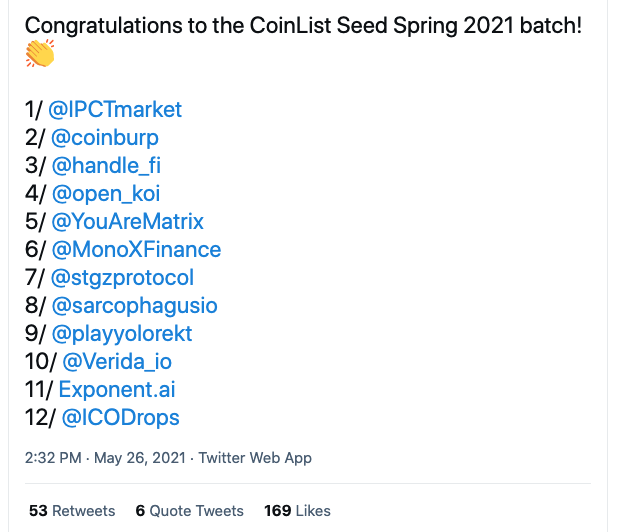 Congratulations to the CoinList Seed Spring 2021 batch!
👏
1/ @IPCTmarket
2/ @coinburp
3/ @handle_fi
4/ @open_koi
5/ @YouAreMatrix
6/ @MonoXFinance
7/ @stgzprotocol
8/ @sarcophagusio
9/ @playyolorekt
10/ @Verida_io
11/ Exponent.ai
12/ @ICODrops
2:32 PM · May 26, 2021 · Twitter Web App
53 Retweets 6 Quote Tweets 169 Likes